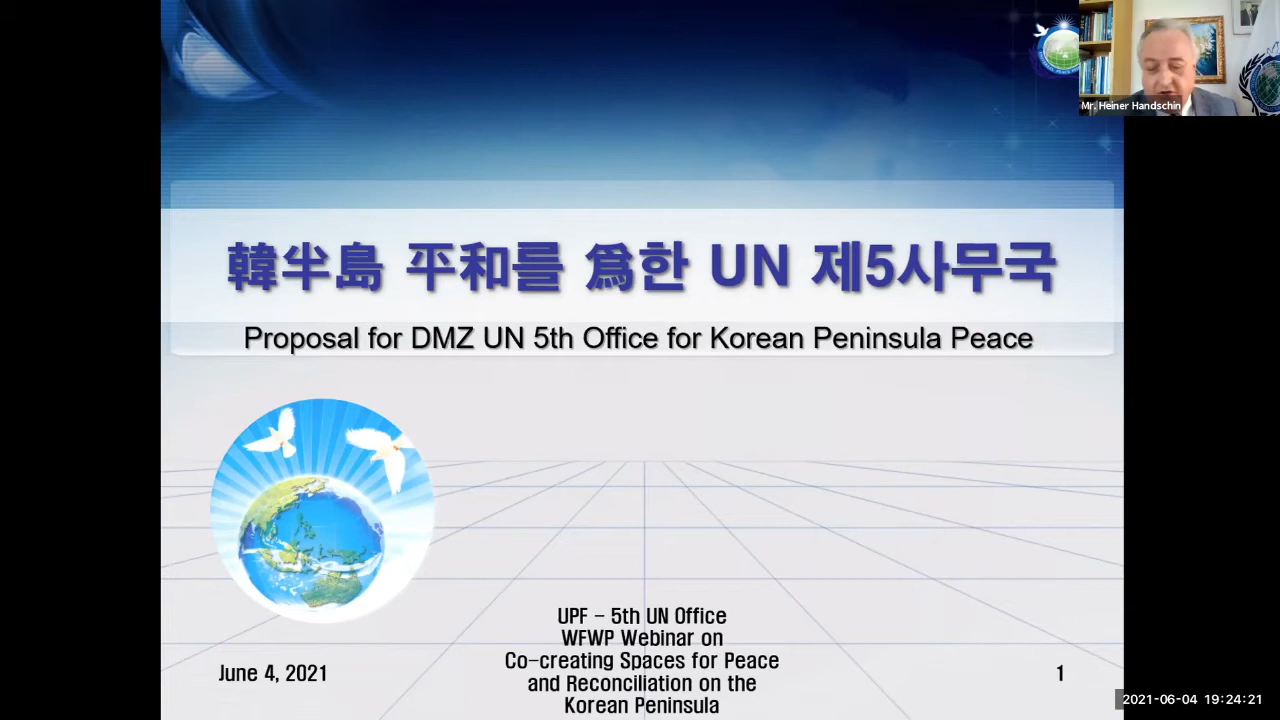 Mr. Heiner Handschin
韓半島 平和를 爲한 UN 제5사무국
Proposal for DMZ UN 5th Office for Korean Peninsula Peace
UPF - 5th UN Office
WFWP Webinar on
Co-creating Spaces for Peace
and Reconciliation on the
Korean Peninsula
June 4, 2021
1
2021-06-04 19:24:21